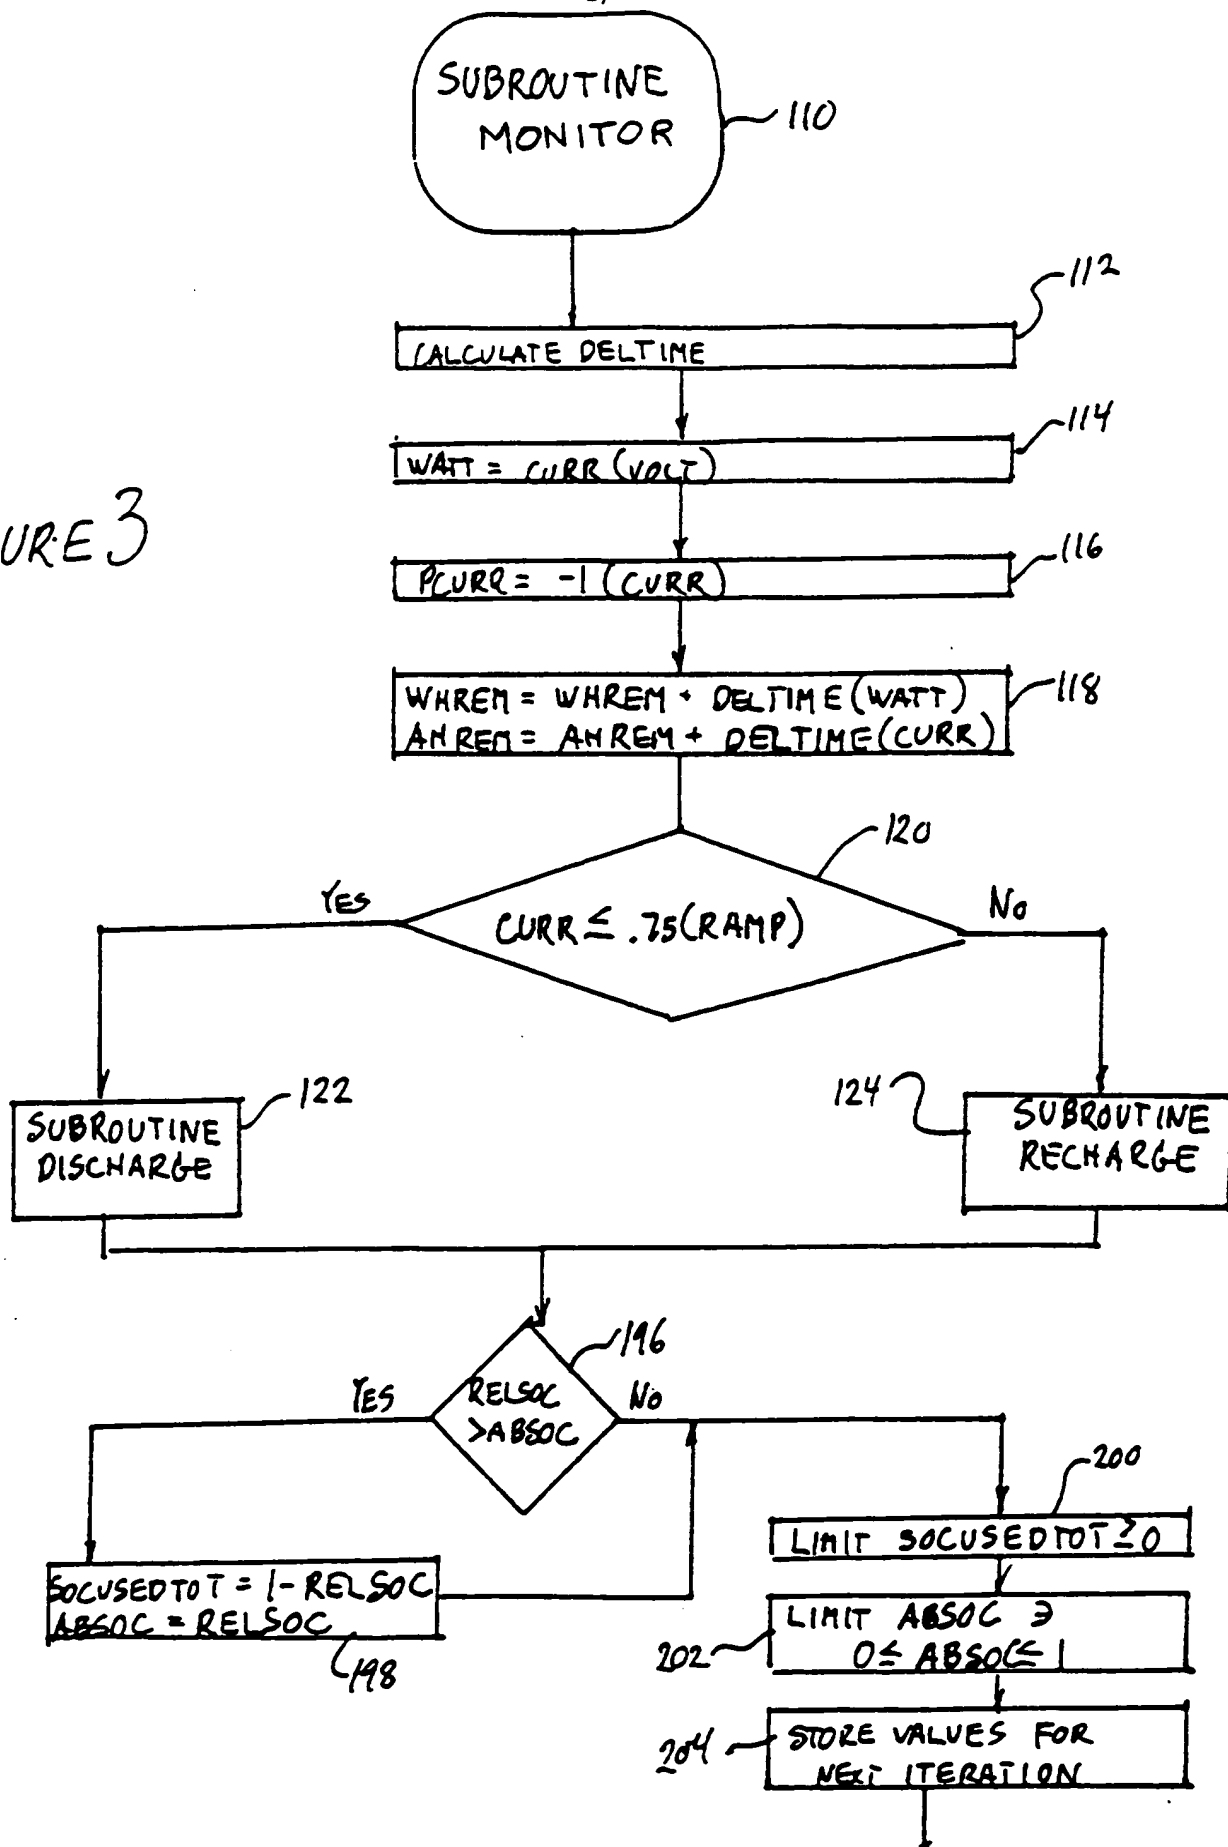 SUBROUTINE
MONITOR
110
112
CALCULATE DELTIME
114
WATT = CURR (VOLT)
URE 3
116
PCURR = -1 (CURR)
118
WHREM = WHREM + DELTIME (WATT)
AHREM = AHREM + DELTIME (CURR)
120
YES
CURR ≤ .75 (RAMP)
NO
122
SUBROUTINE
DISCHARGE
124
SUBROUTINE
RECHARGE
196
YES
RELSOC
>ABSOC
NO
200
LIMIT SOCUSEDTOT ≥ 0
SOCUSEDTOT = 1 - RELSOC
ABSOC = RELSOC
198
202
LIMIT ABSOC ∋
0 ≤ ABSOC ≤ 1
204
STORE VALUES FOR
NEXT ITERATION